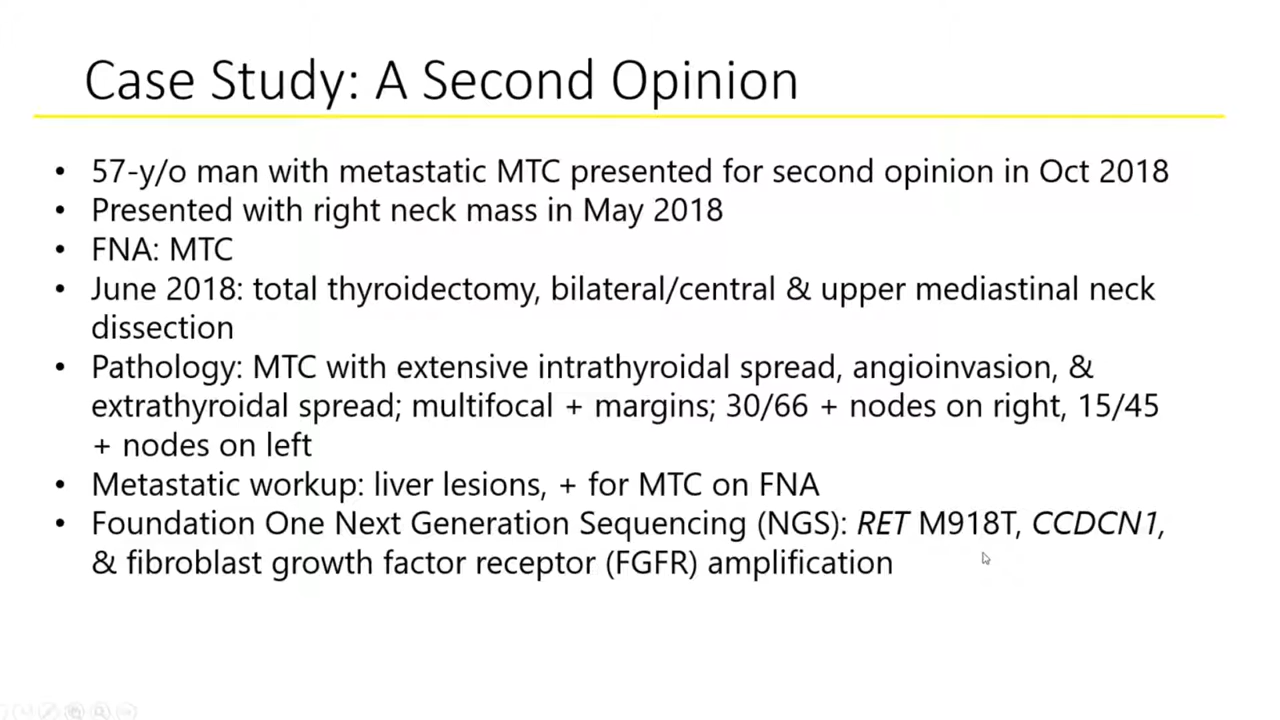 Case Study: A Second Opinion
• 57-y/o man with metastatic MTC presented for second opinion in Oct 2018
• Presented with right neck mass in May 2018
• FNA: MTC
• June 2018: total thyroidectomy, bilateral/central & upper mediastinal neck
dissection
• Pathology: MTC with extensive intrathyroidal spread, angioinvasion, &
extrathyroidal spread; multifocal + margins; 30/66 + nodes on right, 15/45
+ nodes on left
• Metastatic workup: liver lesions, + for MTC on FNA
• Foundation One Next Generation Sequencing (NGS): RET M918T, CCDCN1,
& fibroblast growth factor receptor (FGFR) amplification